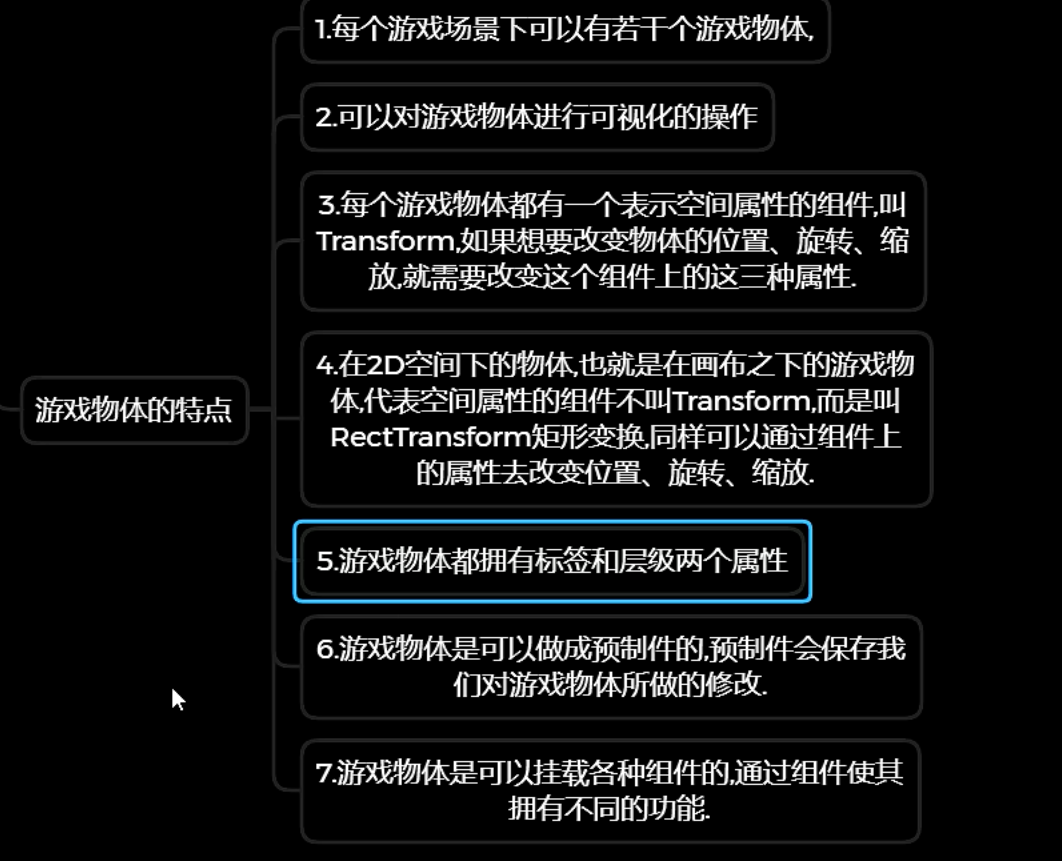 1.每个游戏场景下可以有若干个游戏物体,
2.可以对游戏物体进行可视化的操作
3.每个游戏物体都有一个表示空间属性的组件,叫
Transform,如果想要改变物体的位置、旋转、缩
放,就需要改变这个组件上的这三种属性.
4.在2D空间下的物体,也就是在画布之下的游戏物
体,代表空间属性的组件不叫Transform,而是叫
RectTransform矩形变换,同样可以通过组件上
的属性去改变位置、旋转、缩放.
游戏物体的特点
5.游戏物体都拥有标签和层级两个属性
6.游戏物体是可以做成预制件的,预制件会保存我
们对游戏物体所做的修改.
7.游戏物体是可以挂载各种组件的,通过组件使其
拥有不同的功能.